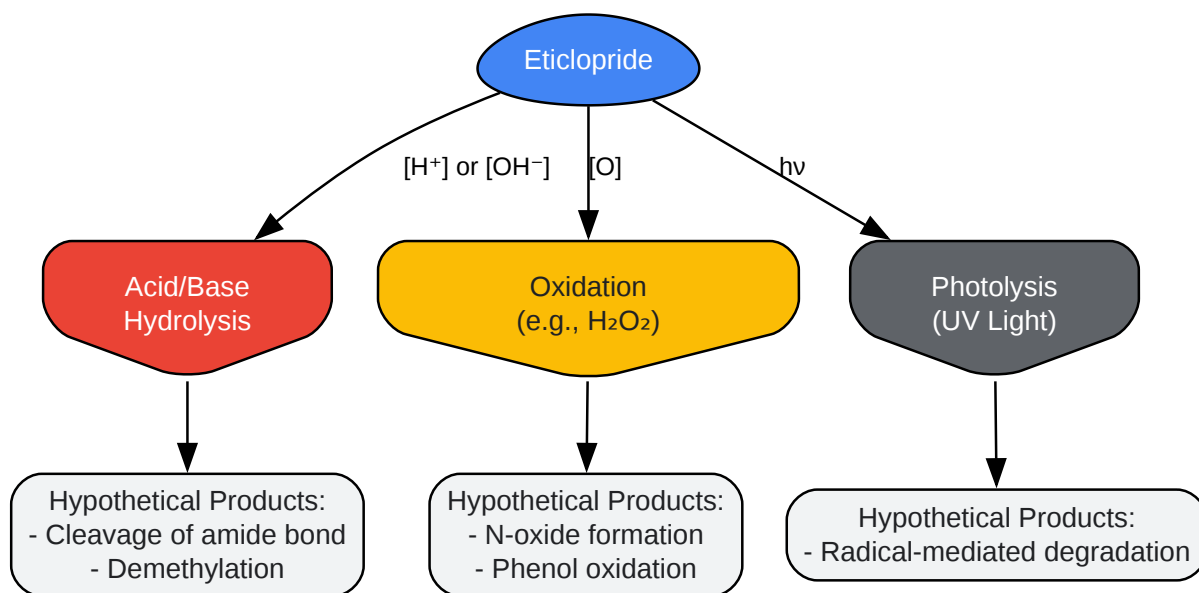 Eticlopride
[H⁺] or [OH⁻]
[O]
hν
Acid/Base
Hydrolysis
Oxidation
(e.g., H₂O₂)
Photolysis
(UV Light)
Hypothetical Products:
- Cleavage of amide bond
- Demethylation
Hypothetical Products:
- N-oxide formation
- Phenol oxidation
Hypothetical Products:
- Radical-mediated degradation